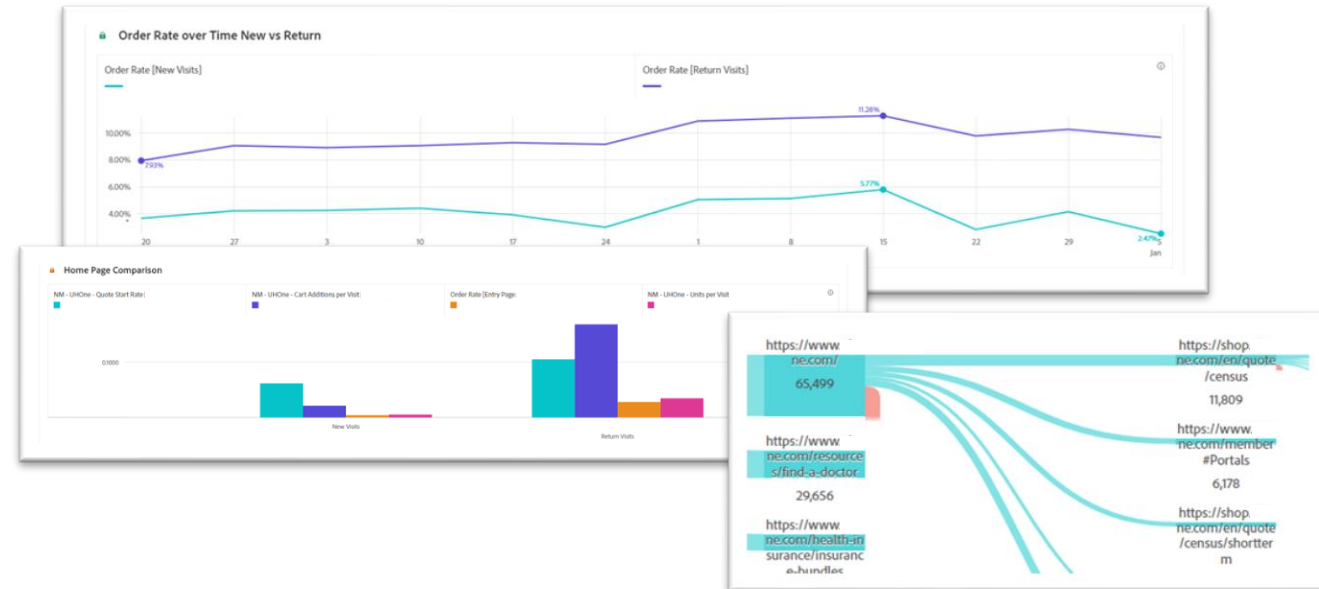 Order Rate over Time New vs Return
Order Rate [New Visits]
Order Rate [Return Visits]
10.00%
8.00%
6.00%
4.00%
7.93%
11.28%
5.77%
2.47%
20 27 3 10 17 24 1 8 15 22 29 5
Jan
Home Page Comparison
NM - UHOne - Quote Start Rate:
NM - UHOne - Cart Additions per Visit:
Order Rate [Entry Page:
NM - UHOne - Units per Visit
0.1000
New Visits
Return Visits
https://www.
ne.com/
65,499
https://www
ne.com/resource
s/find-a-doctor
29,656
https://www
ne.com/health-in
suranc/insuranc
e-bundles
https://shop.
ne.com/en/quote
/census
11,809
https://www.
ne.com/member
#Portals
6,178
https://shop.
ne.com/en/quote
/census/shortter
m